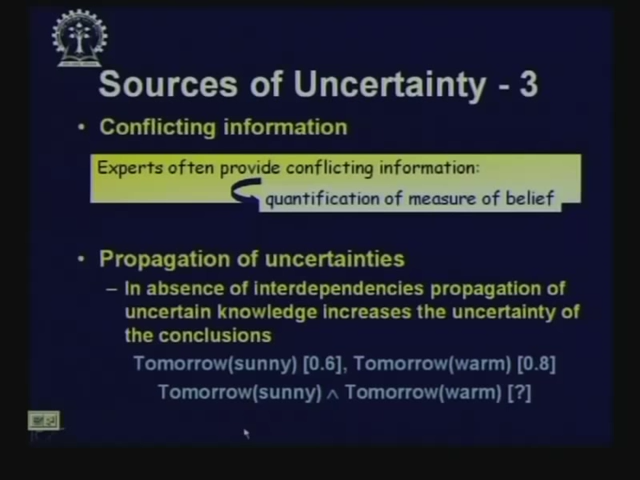 Sources of Uncertainty - 3
• Conflicting information
Experts often provide conflicting information:
quantification of measure of belief
• Propagation of uncertainties
– In absence of interdependencies propagation of
uncertain knowledge increases the uncertainty of
the conclusions
Tomorrow(sunny) [0.6], Tomorrow(warm) [0.8]
Tomorrow(sunny) ∧ Tomorrow(warm) [?]